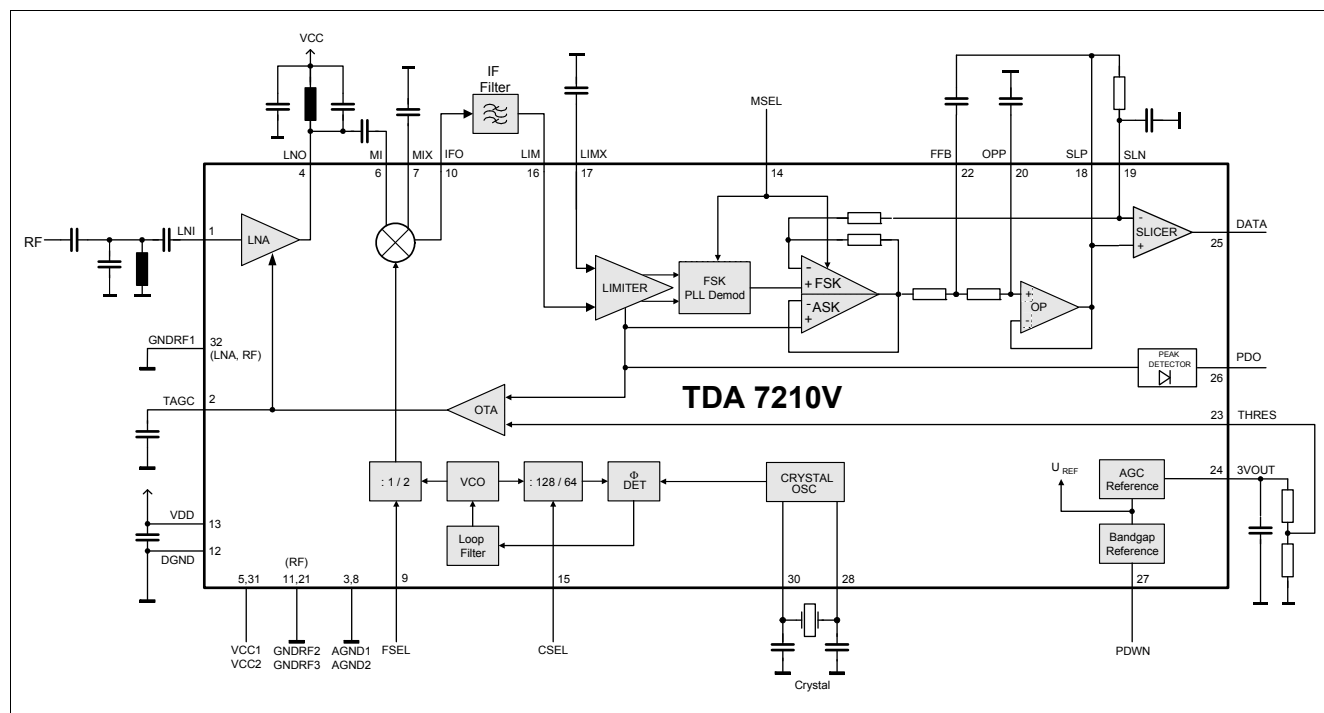 VCC
IF
Filter
MSEL
LNO
MI
MIX
IFO
LIM
LIMX
FFB
OPP
SLP
SLN
4
6
7
10
16
17
14
22
20
18
19
RF
LNI
1
LNA
LIMITER
FSK
PLL Demod
-
+ FSK
- ASK
+
+
OP
-
-
SLICER
+
DATA
25
GNDRF1
32
(LNA, RF)
PEAK
DETECTOR
PDO
26
TAGC
2
OTA
TDA 7210V
23
THRES
: 1 / 2
VCO
: 128 / 64
Φ
DET
CRYSTAL
OSC
U REF
AGC
Reference
24
3VOUT
VDD
13
Loop
Filter
Bandgap
Reference
12
DGND
5,31
(RF)
11,21
3,8
9
15
30
28
27
VCC1
VCC2
GNDRF2
GNDRF3
AGND1
AGND2
FSEL
CSEL
PDWN
Crystal